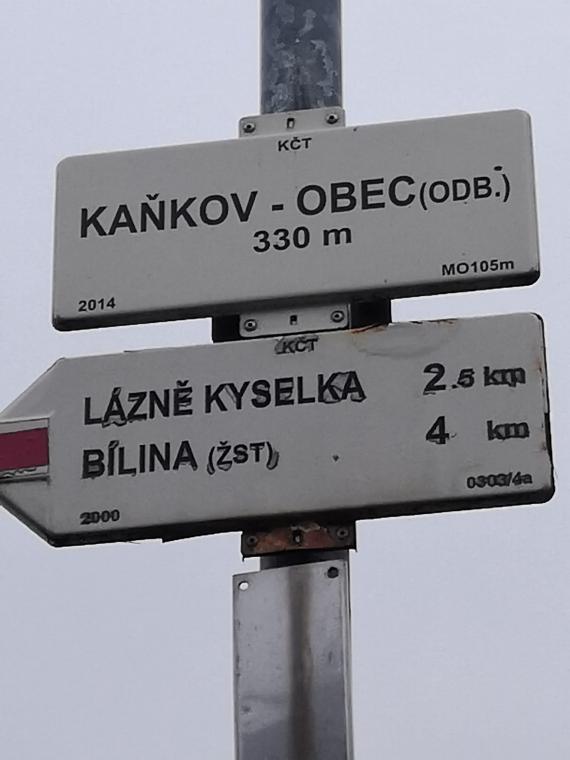 KČT
KAŇKOV - OBEC (ODB.)
330 m
2014 MO105m
KČT
LÁZNĚ KYSELKA 2.5 km
BÍLINA (ŽST) 4 km
2000 0303/4a